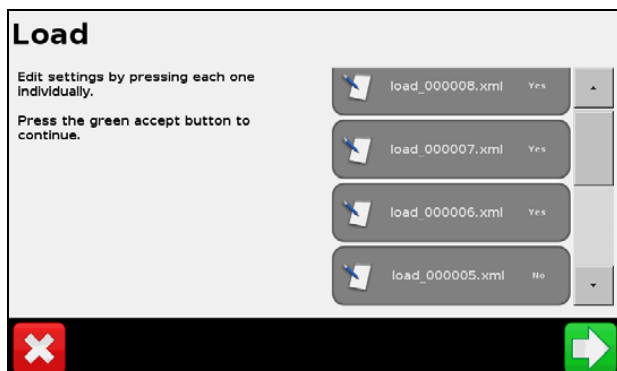 Load
Edit settings by pressing each one
individually.
Press the green accept button to
continue.
load_000008.xml Yes
load_000007.xml Yes
load_000006.xml Yes
load_000005.xml No